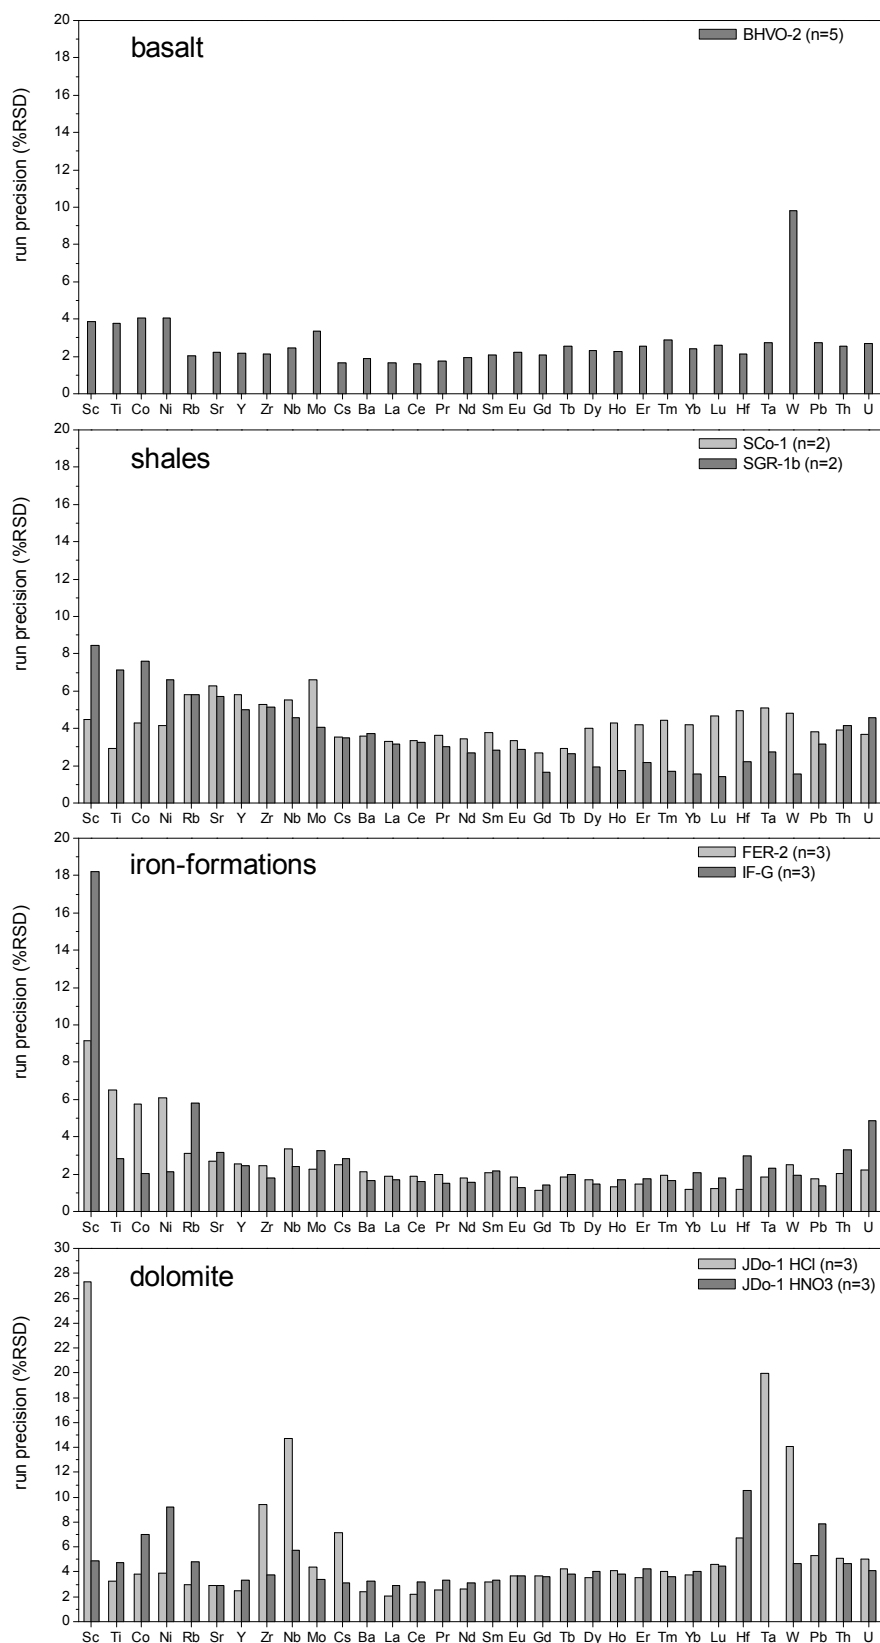 20
basalt
BHVO-2 (n=5)
18
16
14
12
10
8
6
4
2
0
run precision (%RSD)
Sc Ti Co Ni Rb Sr Y Zr Nb Mo Cs Ba La Ce Pr Nd Sm Eu Gd Tb Dy Ho Er Tm Yb Lu Hf Ta W Pb Th U
20
shales
SCo-1 (n=2)
SGR-1b (n=2)
18
16
14
12
10
8
6
4
2
0
run precision (%RSD)
Sc Ti Co Ni Rb Sr Y Zr Nb Mo Cs Ba La Ce Pr Nd Sm Eu Gd Tb Dy Ho Er Tm Yb Lu Hf Ta W Pb Th U
20
iron-formations
FER-2 (n=3)
IF-G (n=3)
18
16
14
12
10
8
6
4
2
0
run precision (%RSD)
Sc Ti Co Ni Rb Sr Y Zr Nb Mo Cs Ba La Ce Pr Nd Sm Eu Gd Tb Dy Ho Er Tm Yb Lu Hf Ta W Pb Th U
30
dolomite
JDo-1 HCl (n=3)
JDo-1 HNO3 (n=3)
28
26
24
22
20
18
16
14
12
10
8
6
4
2
0
run precision (%RSD)
Sc Ti Co Ni Rb Sr Y Zr Nb Mo Cs Ba La Ce Pr Nd Sm Eu Gd Tb Dy Ho Er Tm Yb Lu Hf Ta W Pb Th U